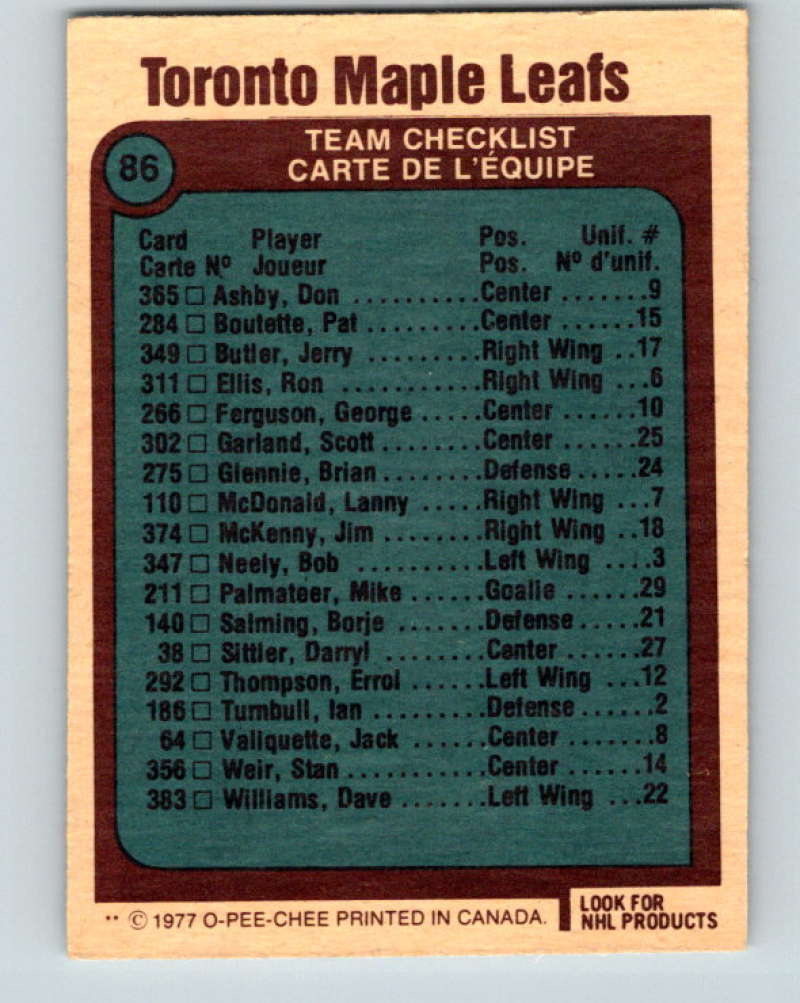 Toronto Maple Leafs
TEAM CHECKLIST
86
CARTE DE L'ÉQUIPE
Card Player Pos. Unif. #
Carte Nº Joueur Pos. Nº d'unif.
365 □ Ashby, Don ..........Center .......9
284 □ Boutette, Pat .........Center ......15
349 □ Butler, Jerry .........Right Wing ..17
311 □ Ellis, Ron ...........Right Wing ...6
266 □ Ferguson, George .....Center ......10
302 □ Garland, Scott ........Center ......25
275 □ Glennie, Brian........Defense.....24
110 □ McDonald, Lanny .....Right Wing ...7
374 □ McKenny, Jim .......Right Wing ..18
347 □ Neely, Bob ..........Left Wing ....3
211 □ Palmateer, Mike ......Goalie ......29
140 □ Salming, Borje .......Defense.....21
38 □ Sittler, Darryl ........Center ......27
292 □ Thompson, Errol ......Left Wing ...12
186 □ Turnbull, Ian .........Defense......2
64 □ Valiquette, Jack ......Center .......8
356 □ Weir, Stan...........Center ......14
383 □ Williams, Dave .......Left Wing ...22
** © 1977 O-PEE-CHEE PRINTED IN CANADA.
LOOK FOR
NHL PRODUCTS